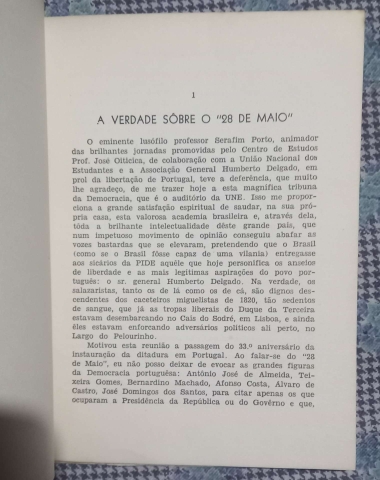 1
A VERDADE SÔBRE O "28 DE MAIO"
O eminente lusófilo professor Serafim Porto, animador
das brilhantes jornadas promovidas pelo Centro de Estudos
Prof. José Oiticica, de colaboração com a União Nacional dos
Estudantes e a Associação General Humberto Delgado, em
prol da libertação de Portugal, teve a deferência, que muito
lhe agradeço, de me trazer hoje a esta magnífica tribuna
da Democracia, que é o auditório da UNE. Isso me propor-
ciona a grande satisfação espiritual de saudar, na sua pró-
pria casa, esta valorosa academia brasileira e, através dela,
tôda a brilhante intelectualidade dêste grande país, que
num impetuoso movimento de opinião conseguiu abafar as
vozes bastardas que se elevaram, pretendendo que o Brasil
(como se o Brasil fôsse capaz de uma vilania) entregasse
aos sicários da PIDE aquêle que hoje personifica os anseios
de liberdade e as mais legítimas aspirações do povo por-
tuguês: o sr. general Humberto Delgado. Na verdade, os
salazaristas, tanto os de lá como os de cá, são dignos des-
cendentes dos caceteiros miguelistas de 1820, tão sedentos
de sangue, que já as tropas liberais do Duque da Terceira
estavam desembarcando no Cais do Sodré, em Lisboa, e ainda
êles estavam enforcando adversários políticos ali perto, no
Largo do Pelourinho.
Motivou esta reunião a passagem do 33.º aniversário da
instauração da ditadura em Portugal. Ao falar-se do "28
de Maio", eu não posso deixar de evocar as grandes figuras
da Democracia portuguêsa: Antônio José de Almeida, Tei-
xeira Gomes, Bernardino Machado, Afonso Costa, Álvaro de
Castro, José Domingos dos Santos, para citar apenas os que
ocuparam a Presidência da República ou do Govêrno e que,